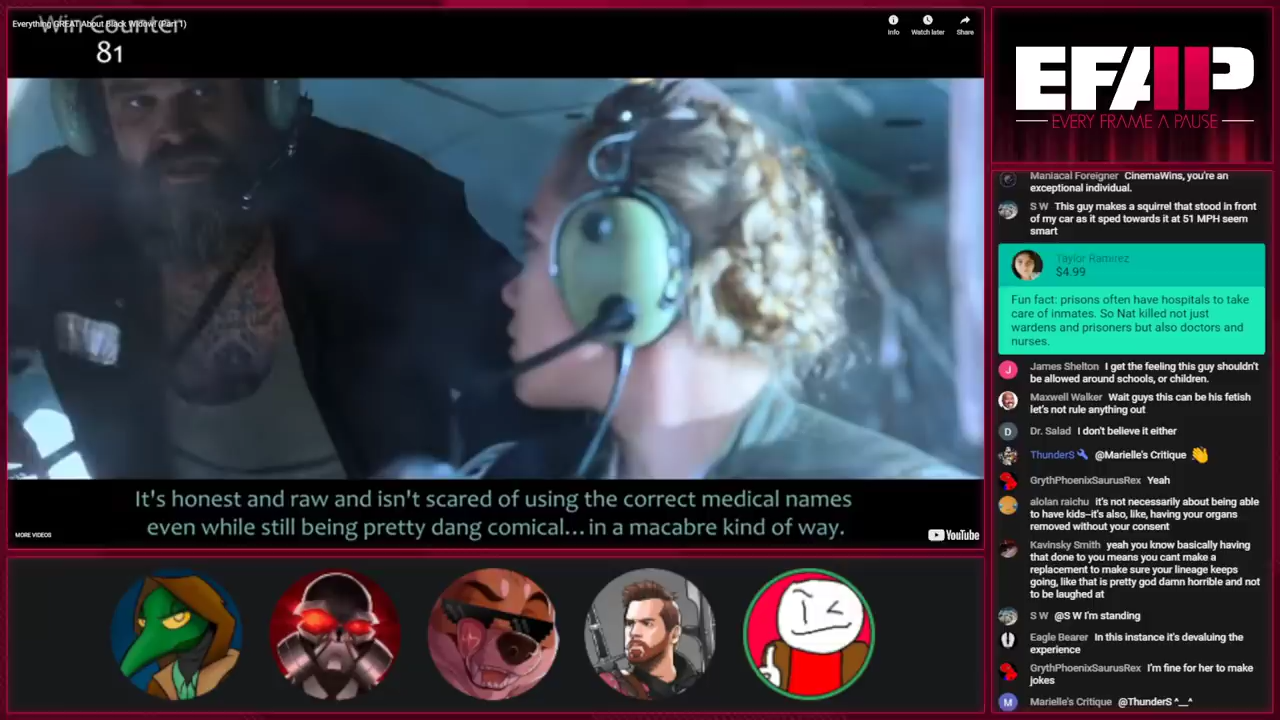 Everything GREAT About Black Widow! (Part 1)
Win Counter
81
Info
Watch later
Share
It's honest and raw and isn't scared of using the correct medical names
even while still being pretty dang comical...in a macabre kind of way.
MORE VIDEOS
YouTube
EFAP
EVERY FRAME A PAUSE
Maniacal Foreigner CinemaWins, you're an
exceptional individual.
S W This guy makes a squirrel that stood in front
of my car as it sped towards it at 51 MPH seem
smart
Taylor Ramirez
$4.99
Fun fact: prisons often have hospitals to take
care of inmates. So Nat killed not just
wardens and prisoners but also doctors and
nurses.
J
James Shelton I get the feeling this guy shouldn't
be allowed around schools, or children.
Maxwell Walker Wait guys this can be his fetish
let's not rule anything out
D
Dr. Salad I don't believe it either
ThunderS @Marielle's Critique 👏
GrythPhoenixSaurusRex Yeah
alolan raichu it's not necessarily about being able
to have kids–it's also, like, having your organs
removed without your consent
Kavinsky Smith yeah you know basically having
that done to you means you cant make a
replacement to make sure your lineage keeps
going, like that is pretty god damn horrible and not
to be laughed at
S W @S W I'm standing
Eagle Bearer In this instance it's devaluing the
experience
GrythPhoenixSaurusRex I'm fine for her to make
jokes
M
Marielle's Critique @ThunderS ^__^